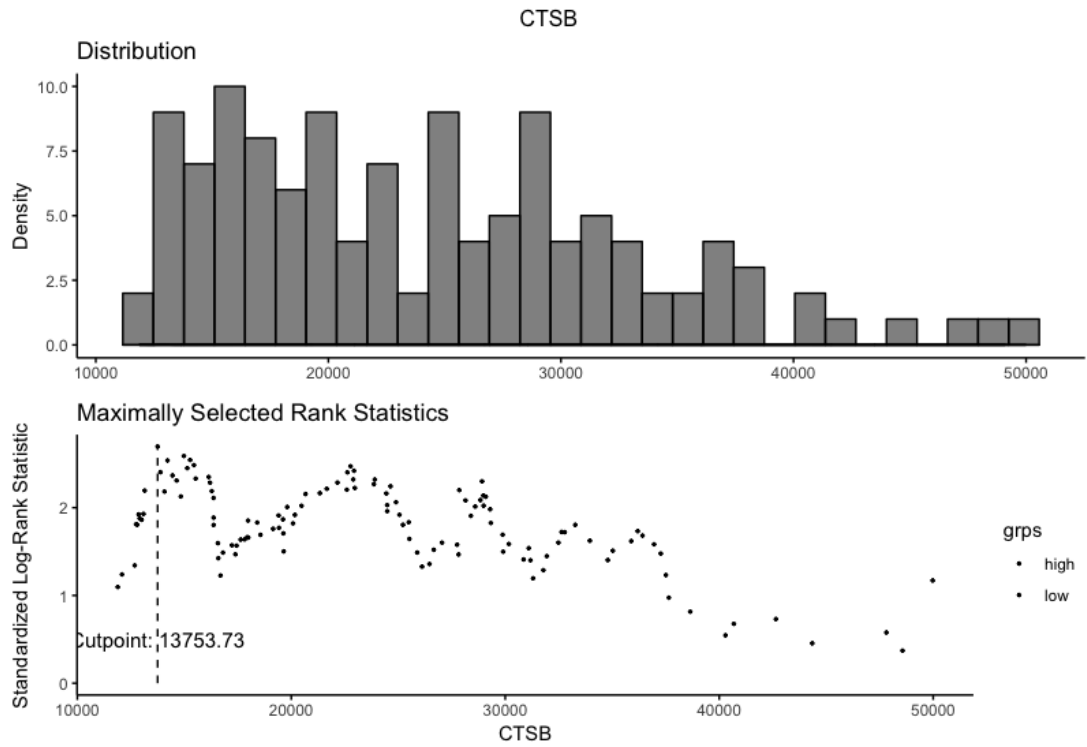 CTSB
Distribution
10.0
7.5
5.0
2.5
0.0
Density
10000 20000 30000 40000 50000
Maximally Selected Rank Statistics
2
1
0
Standardized Log-Rank Statistic
Cutpoint: 13753.73
10000 20000 30000 40000 50000
CTSB
grps
high
low